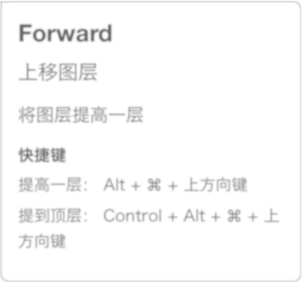 Forward
上移图层
将图层提高一层
快捷键
提高一层： Alt + ⌘ + 上方向键
提到顶层： Control + Alt + ⌘ + 上
方向键